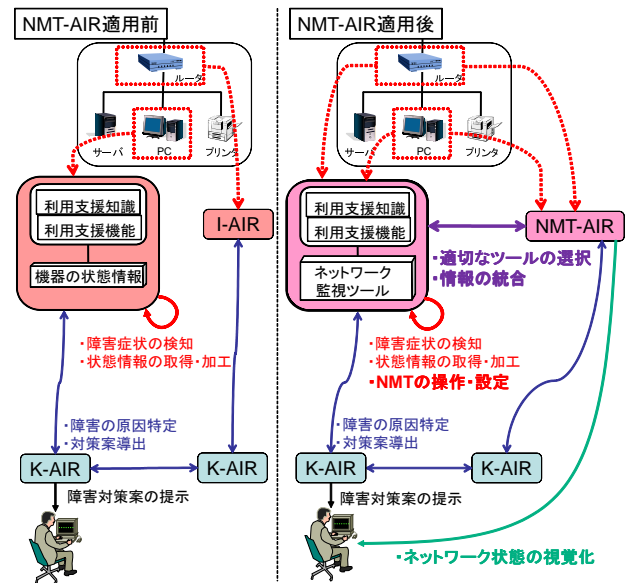 NMT-AIR適用前
ルータ
サーバ
PC
プリンタ
利用支援知識
利用支援機能
機器の状態情報
I-AIR
・障害症状の検知
・状態情報の取得・加工
・障害の原因特定
・対策案導出
K-AIR
K-AIR
障害対策案の提示
NMT-AIR適用後
ルータ
サーバ
PC
プリンタ
利用支援知識
利用支援機能
ネットワーク
監視ツール
NMT-AIR
・適切なツールの選択
・情報の統合
・障害症状の検知
・状態情報の取得・加工
・NMTの操作・設定
・障害の原因特定
・対策案導出
K-AIR
K-AIR
障害対策案の提示
・ネットワーク状態の視覚化